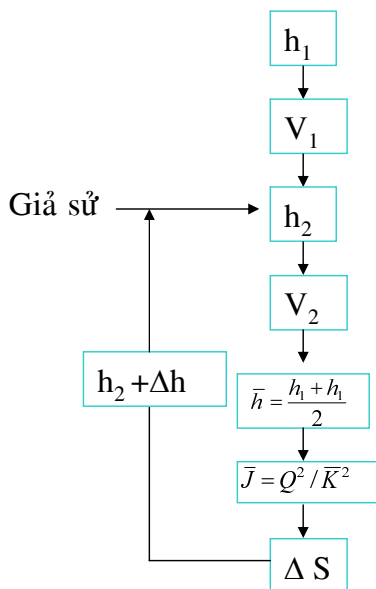 h₁
V₁
Giả sử
h₂
V₂
h₂ +Δh
h̄ = (h₁ + h₁)/2
J̄ = Q² / K̄²
Δ S